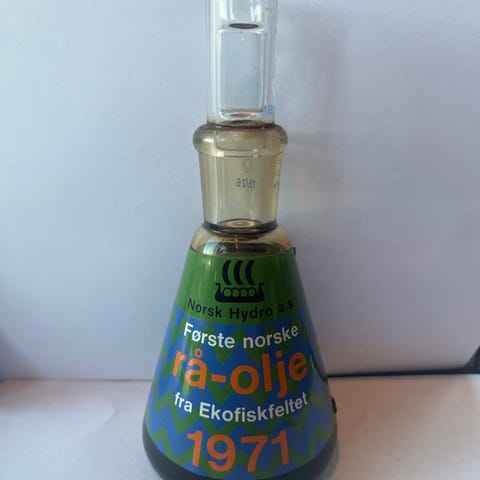 Norsk Hydro a.s
Første norske
rå-olje
fra Ekofiskfeltet
1971